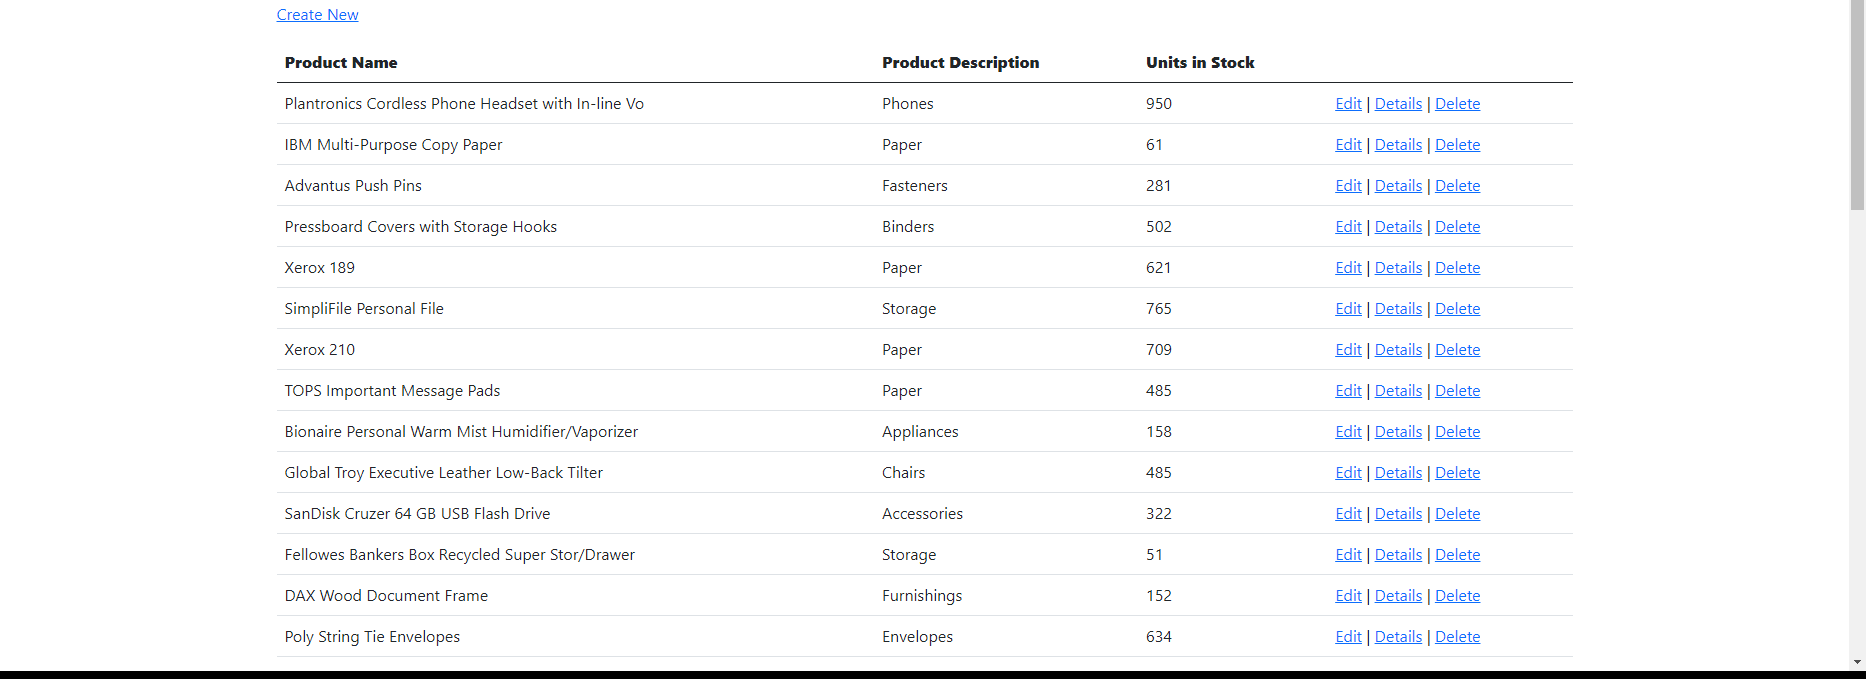 Create New
Product Name Product Description Units in Stock
Plantronics Cordless Phone Headset with In-line Vo Phones 950 Edit | Details | Delete
IBM Multi-Purpose Copy Paper Paper 61 Edit | Details | Delete
Advantus Push Pins Fasteners 281 Edit | Details | Delete
Pressboard Covers with Storage Hooks Binders 502 Edit | Details | Delete
Xerox 189 Paper 621 Edit | Details | Delete
SimpliFile Personal File Storage 765 Edit | Details | Delete
Xerox 210 Paper 709 Edit | Details | Delete
TOPS Important Message Pads Paper 485 Edit | Details | Delete
Bionaire Personal Warm Mist Humidifier/Vaporizer Appliances 158 Edit | Details | Delete
Global Troy Executive Leather Low-Back Tilter Chairs 485 Edit | Details | Delete
SanDisk Cruzer 64 GB USB Flash Drive Accessories 322 Edit | Details | Delete
Fellowes Bankers Box Recycled Super Stor/Drawer Storage 51 Edit | Details | Delete
DAX Wood Document Frame Furnishings 152 Edit | Details | Delete
Poly String Tie Envelopes Envelopes 634 Edit | Details | Delete